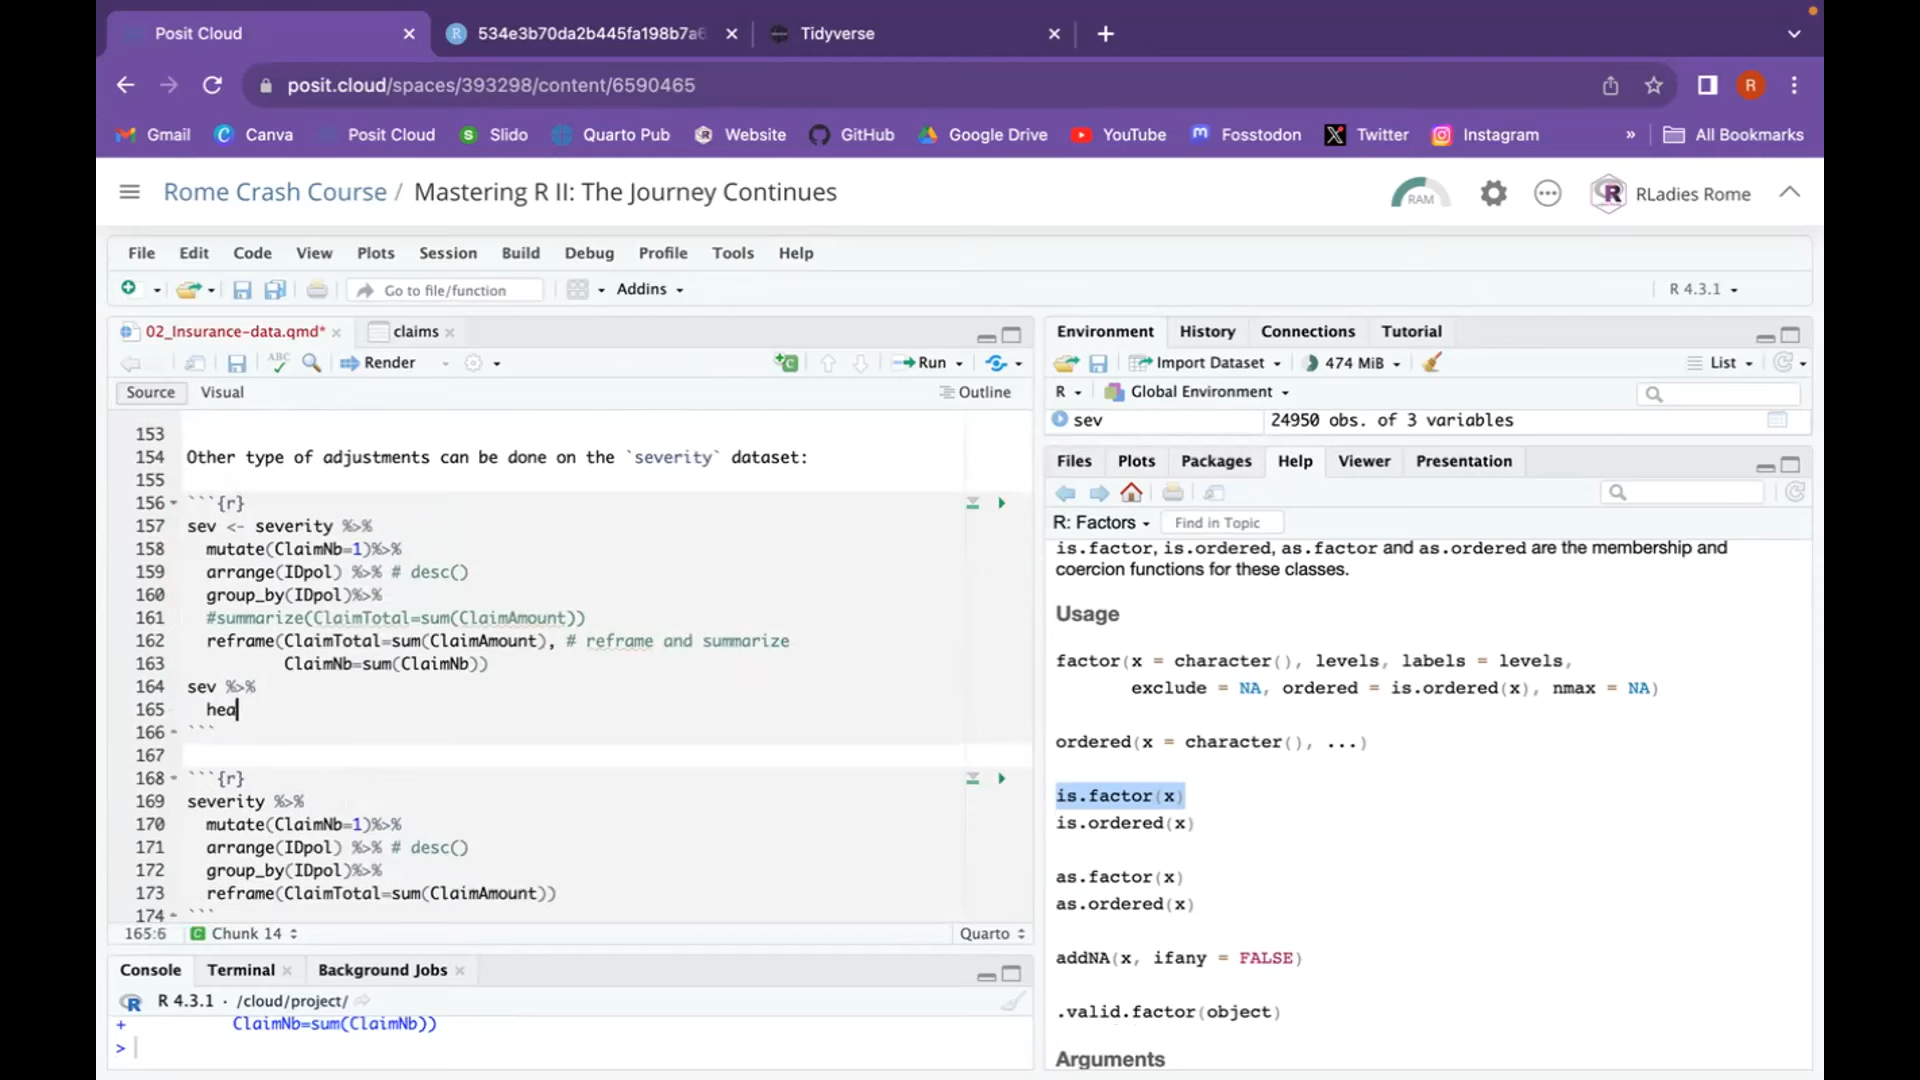 Posit Cloud
534e3b70da2b445fa198b7a6
Tidyverse
posit.cloud/spaces/393298/content/6590465
R
Gmail
Canva
Posit Cloud
Slido
Quarto Pub
Website
GitHub
Google Drive
YouTube
Fosstodon
Twitter
Instagram
»
All Bookmarks
Rome Crash Course / Mastering R II: The Journey Continues
RAM
RLadies Rome
File Edit Code View Plots Session Build Debug Profile Tools Help
Go to file/function
Addins
R 4.3.1
02_Insurance-data.qmd*
claims
ABC
Render
Run
Source
Visual
Outline
153
154 Other type of adjustments can be done on the `severity` dataset:
155
156 ```{r}
157 sev <- severity %>%
158 mutate(ClaimNb=1)%>%
159 arrange(IDpol) %>% # desc()
160 group_by(IDpol)%>%
161 #summarize(ClaimTotal=sum(ClaimAmount))
162 reframe(ClaimTotal=sum(ClaimAmount), # reframe and summarize
163 ClaimNb=sum(ClaimNb))
164 sev %>%
165 hea
166 ```
167
168 ```{r}
169 severity %>%
170 mutate(ClaimNb=1)%>%
171 arrange(IDpol) %>% # desc()
172 group_by(IDpol)%>%
173 reframe(ClaimTotal=sum(ClaimAmount))
174 ```
165:6
Chunk 14
Quarto
Console
Terminal
Background Jobs
R 4.3.1 · /cloud/project/
+ ClaimNb=sum(ClaimNb))
>
Environment
History
Connections
Tutorial
Import Dataset
474 MiB
List
R
Global Environment
sev 24950 obs. of 3 variables
Files
Plots
Packages
Help
Viewer
Presentation
R: Factors
Find in Topic
is.factor, is.ordered, as.factor and as.ordered are the membership and
coercion functions for these classes.
Usage
factor(x = character(), levels, labels = levels,
exclude = NA, ordered = is.ordered(x), nmax = NA)
ordered(x = character(), ...)
is.factor(x)
is.ordered(x)
as.factor(x)
as.ordered(x)
addNA(x, ifany = FALSE)
.valid.factor(object)
Arguments